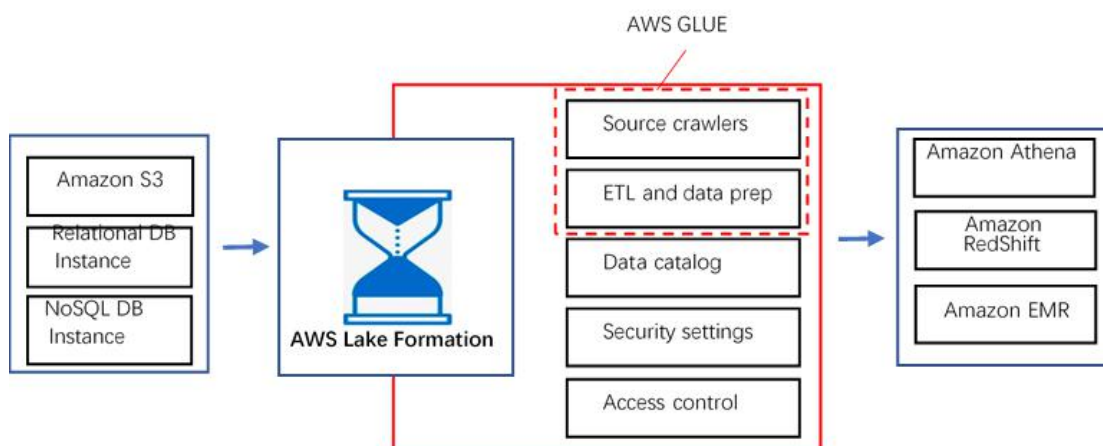 AWS GLUE
Amazon S3
Relational DB
Instance
NoSQL DB
Instance
AWS Lake Formation
Source crawlers
ETL and data prep
Data catalog
Security settings
Access control
Amazon Athena
Amazon
RedShift
Amazon EMR